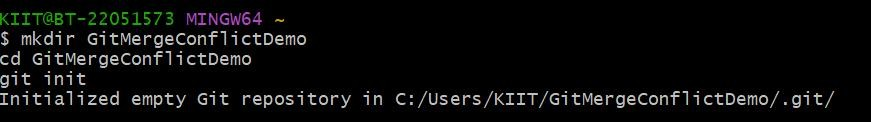 KIIT@BT-22051573 MINGW64 ~
$ mkdir GitMergeConflictDemo
cd GitMergeConflictDemo
git init
Initialized empty Git repository in C:/Users/KIIT/GitMergeConflictDemo/.git/